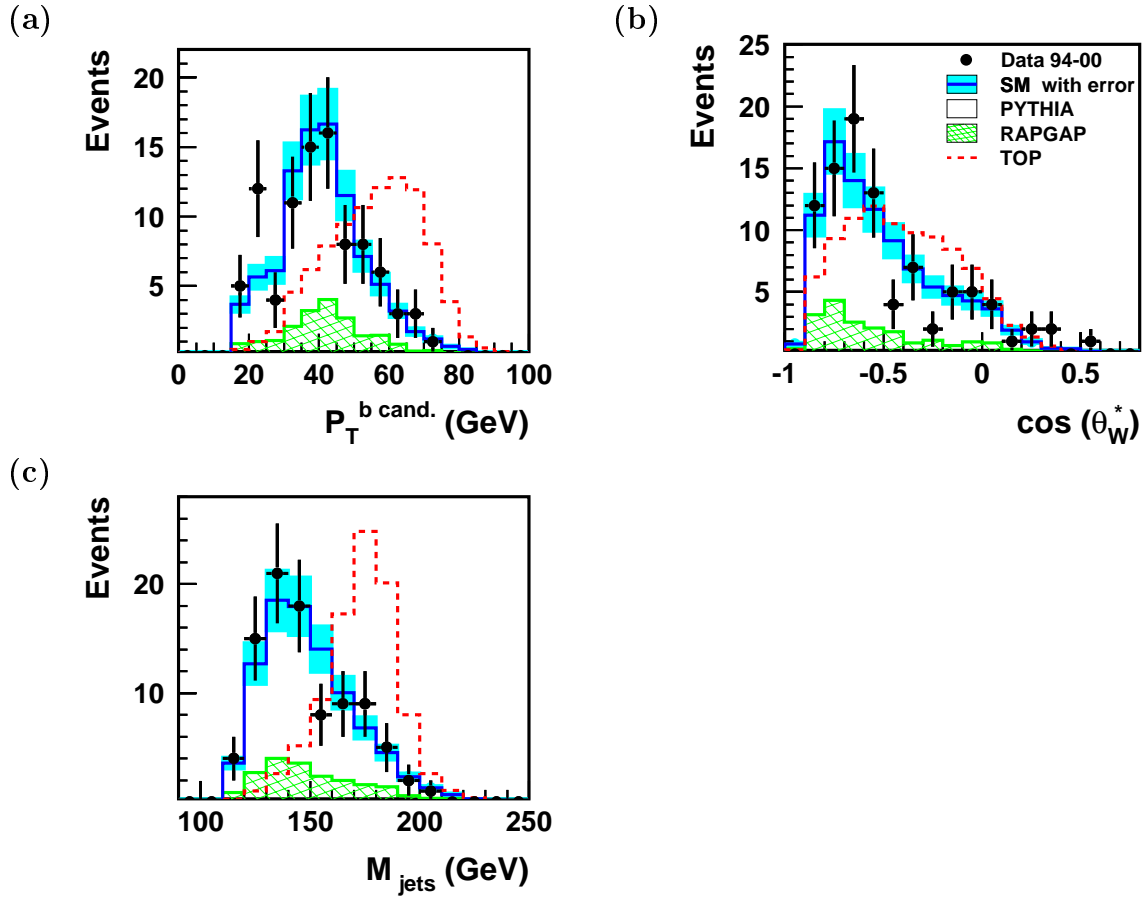 (a)
Events
20
15
10
5
0 20 40 60 80 100
P_T^b cand. (GeV)
(b)
Events
25
20
15
10
5
-1 -0.5 0 0.5
cos (θ_W^*)
Data 94-00
SM with error
PYTHIA
RAPGAP
TOP
(c)
Events
20
10
100 150 200 250
M_jets (GeV)